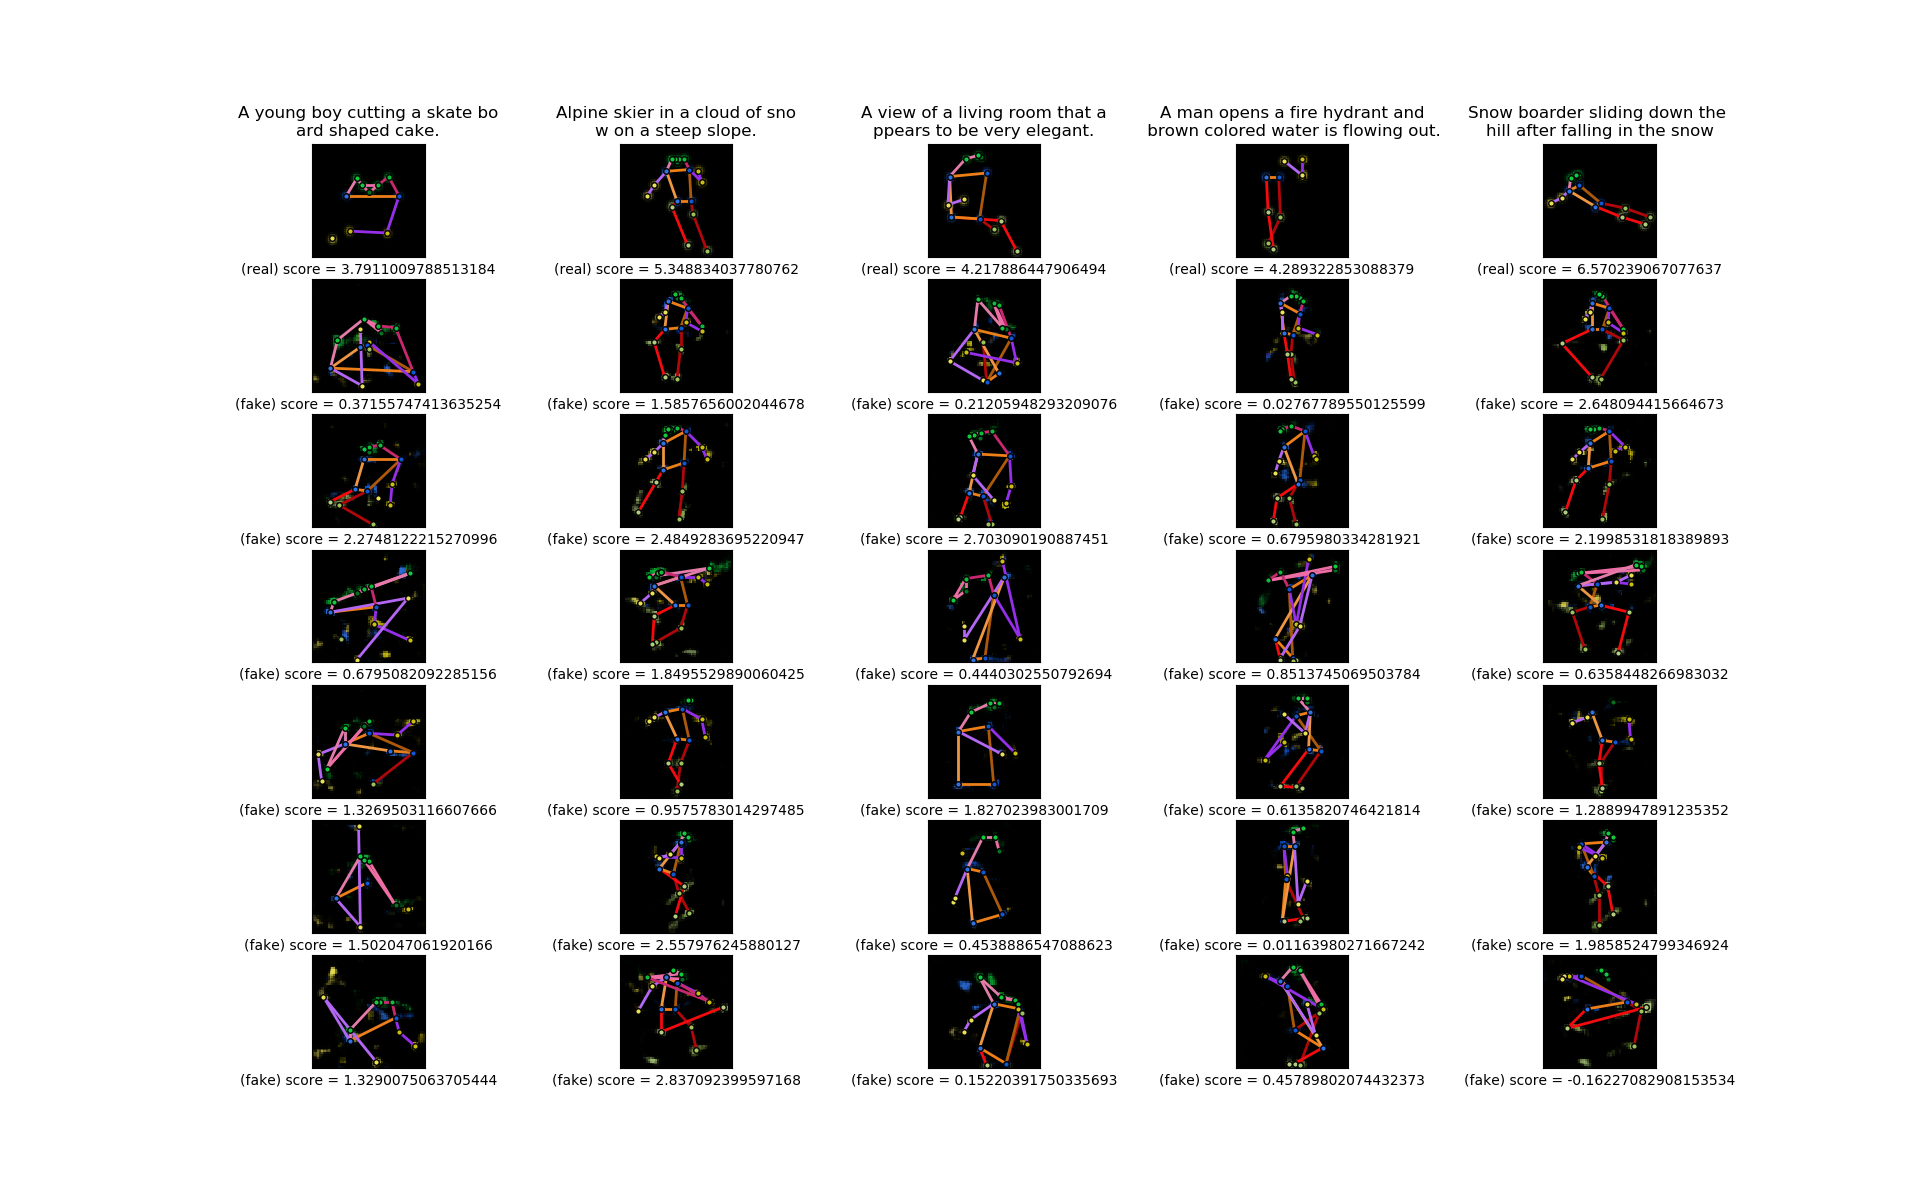 A young boy cutting a skate bo
ard shaped cake.
Alpine skier in a cloud of sno
w on a steep slope.
A view of a living room that a
ppears to be very elegant.
A man opens a fire hydrant and
brown colored water is flowing out.
Snow boarder sliding down the
hill after falling in the snow
(real) score = 3.7911009788513184
(real) score = 5.348834037780762
(real) score = 4.217886447906494
(real) score = 4.289322853088379
(real) score = 6.570239067077637
(fake) score = 0.37155747413635254
(fake) score = 1.5857656002044678
(fake) score = 0.21205948293209076
(fake) score = 0.02767789550125599
(fake) score = 2.648094415664673
(fake) score = 2.2748122215270996
(fake) score = 2.4849283695220947
(fake) score = 2.703090190887451
(fake) score = 0.6795980334281921
(fake) score = 2.1998531818389893
(fake) score = 0.6795082092285156
(fake) score = 1.8495529890060425
(fake) score = 0.4440302550792694
(fake) score = 0.8513745069503784
(fake) score = 0.6358448266983032
(fake) score = 1.3269503116607666
(fake) score = 0.9575783014297485
(fake) score = 1.827023983001709
(fake) score = 0.6135820746421814
(fake) score = 1.2889947891235352
(fake) score = 1.502047061920166
(fake) score = 2.557976245880127
(fake) score = 0.4538886547088623
(fake) score = 0.01163980271667242
(fake) score = 1.9858524799346924
(fake) score = 1.3290075063705444
(fake) score = 2.837092399597168
(fake) score = 0.15220391750335693
(fake) score = 0.45789802074432373
(fake) score = -0.16227082908153534